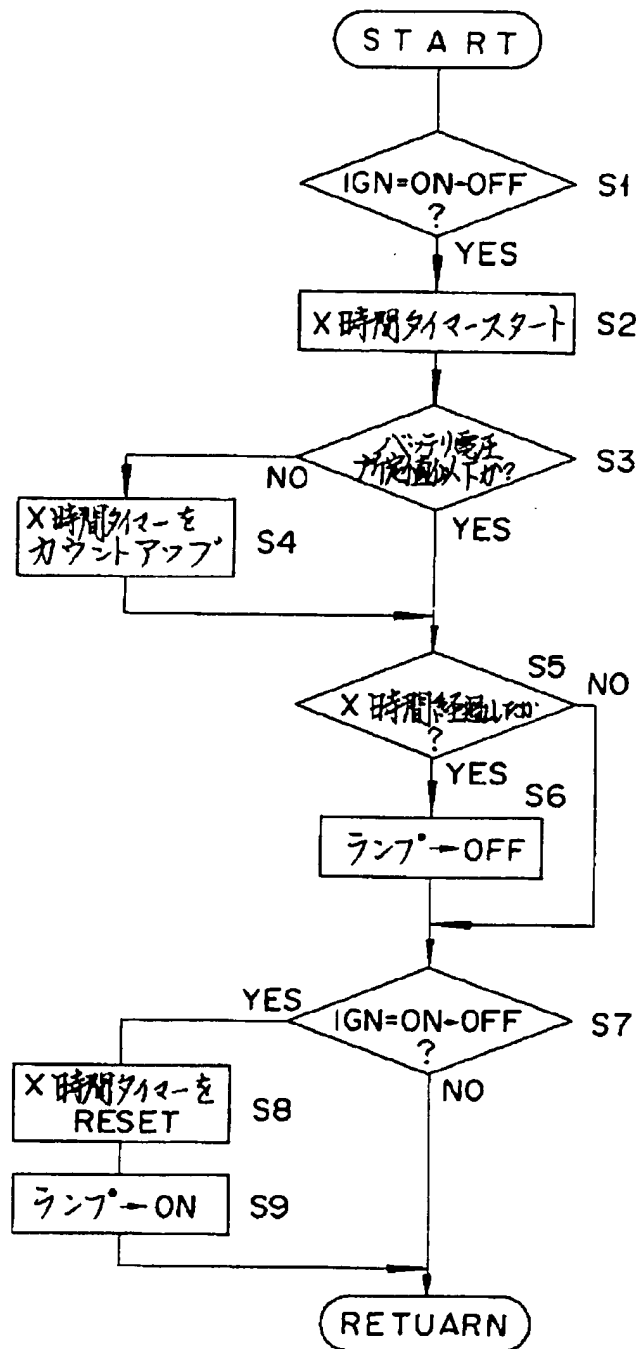 START
IGN=ON→OFF
?
S1
YES
X時間タイマースタート
S2
バッテリ電圧
所定値以下か?
S3
NO
YES
X時間タイマーを
カウントアップ
S4
S5
X時間経過したか
?
NO
YES
S6
ランプ→OFF
YES
IGN=ON→OFF
?
S7
NO
X時間タイマーを
RESET
S8
ランプ→ON
S9
RETUARN